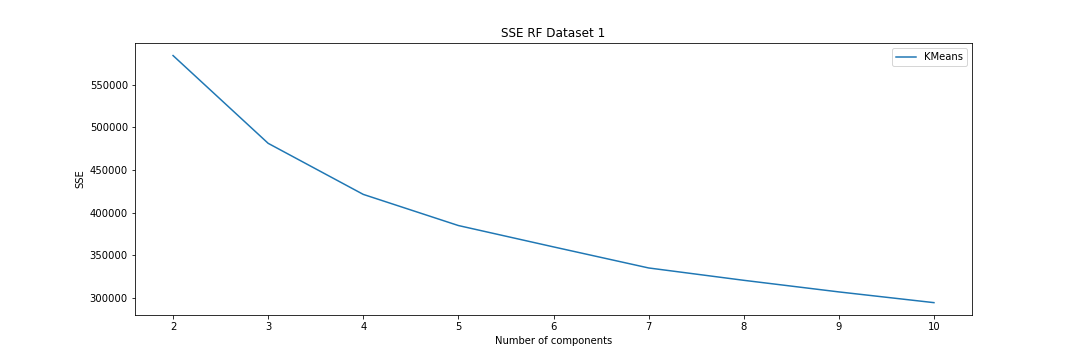 SSE RF Dataset 1
KMeans
550000
500000
450000
400000
350000
300000
SSE
2 3 4 5 6 7 8 9 10
Number of components